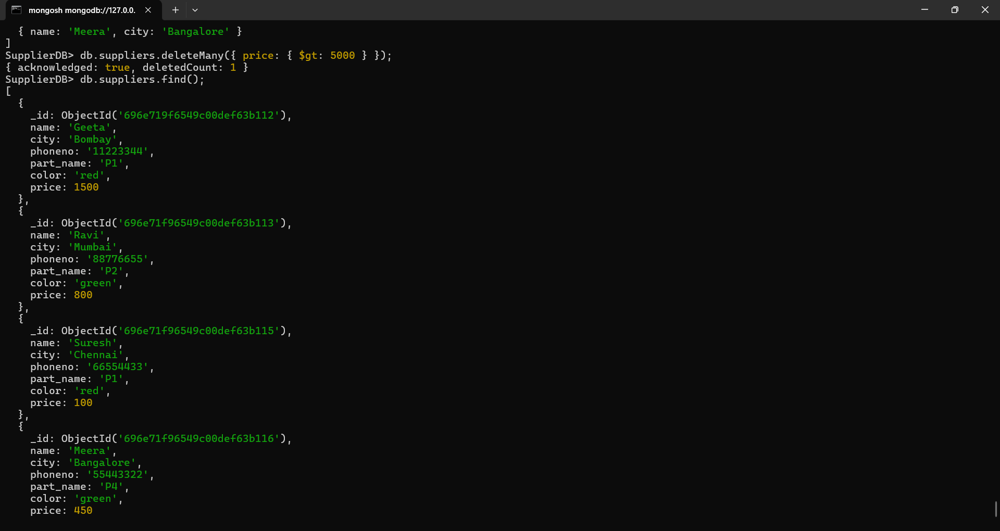 mongosh mongodb://127.0.0.
{ name: 'Meera', city: 'Bangalore' }
]
SupplierDB> db.suppliers.deleteMany({ price: { $gt: 5000 } });
{ acknowledged: true, deletedCount: 1 }
SupplierDB> db.suppliers.find();
[
{
_id: ObjectId('696e719f6549c00def63b112'),
name: 'Geeta',
city: 'Bombay',
phoneno: '11223344',
part_name: 'P1',
color: 'red',
price: 1500
},
{
_id: ObjectId('696e71f96549c00def63b113'),
name: 'Ravi',
city: 'Mumbai',
phoneno: '88776655',
part_name: 'P2',
color: 'green',
price: 800
},
{
_id: ObjectId('696e71f96549c00def63b115'),
name: 'Suresh',
city: 'Chennai',
phoneno: '66554433',
part_name: 'P1',
color: 'red',
price: 100
},
{
_id: ObjectId('696e71f96549c00def63b116'),
name: 'Meera',
city: 'Bangalore',
phoneno: '55443322',
part_name: 'P4',
color: 'green',
price: 450